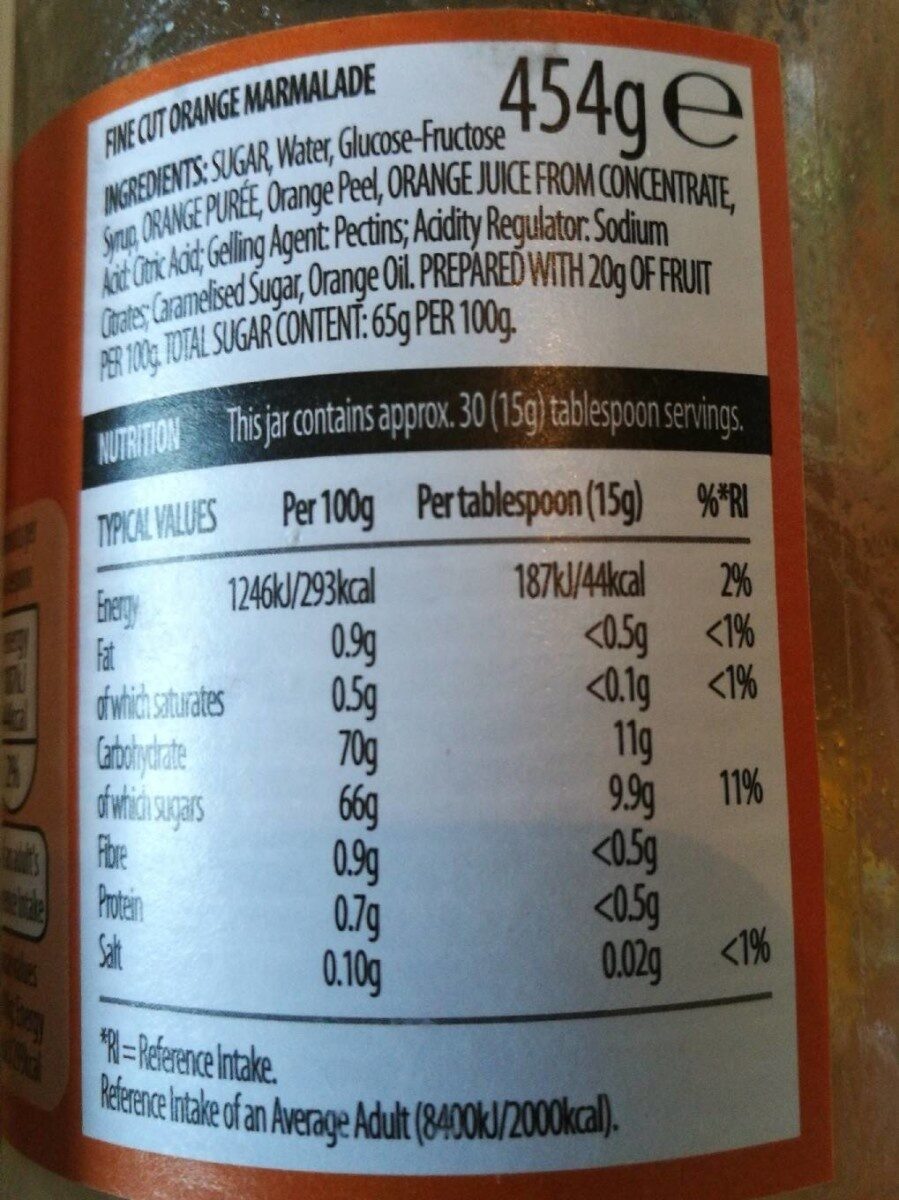 FINE CUT ORANGE MARMALADE
454g ℮
INGREDIENTS: SUGAR, Water, Glucose-Fructose
Syrup, ORANGE PURÉE, Orange Peel, ORANGE JUICE FROM CONCENTRATE,
Acid: Citric Acid; Gelling Agent: Pectins; Acidity Regulator: Sodium
Citrates; Caramelised Sugar, Orange Oil. PREPARED WITH 20g OF FRUIT
PER 100g. TOTAL SUGAR CONTENT: 65g PER 100g.
NUTRITION This jar contains approx. 30 (15g) tablespoon servings.
TYPICAL VALUES Per 100g Per tablespoon (15g) %*RI
Energy 1246kJ/293kcal 187kJ/44kcal 2%
Fat 0.9g <0.5g <1%
of which saturates 0.5g <0.1g <1%
Carbohydrate 70g 11g
of which sugars 66g 9.9g 11%
Fibre 0.9g <0.5g
Protein 0.7g <0.5g
Salt 0.10g 0.02g <1%
*RI = Reference Intake.
Reference Intake of an Average Adult (8400kJ/2000kcal).